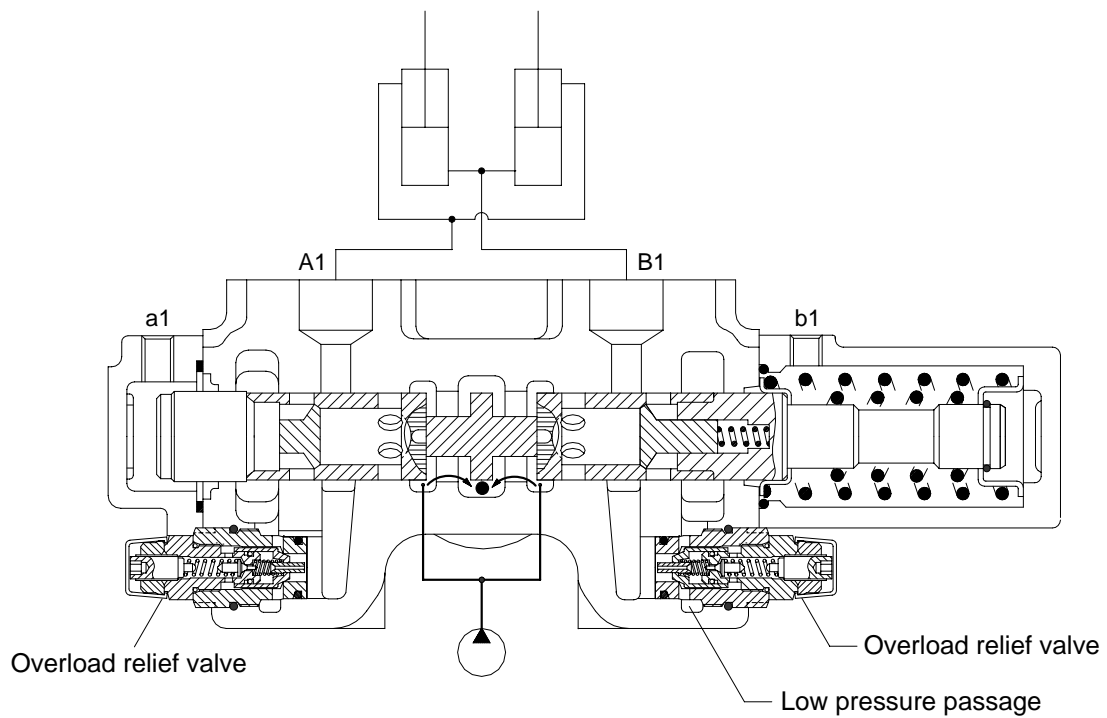 A1
B1
a1
b1
Overload relief valve
Overload relief valve
Low pressure passage